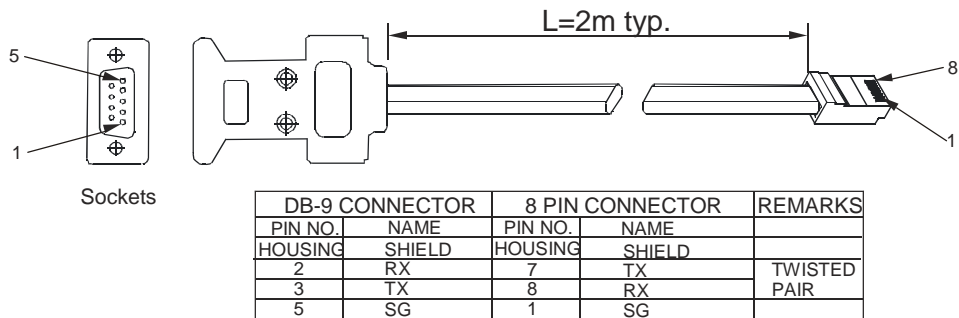 L=2m typ.
5
8
1
1
Sockets
DB-9 CONNECTOR 8 PIN CONNECTOR REMARKS
PIN NO. NAME PIN NO. NAME
HOUSING SHIELD HOUSING SHIELD
2 RX 7 TX TWISTED
3 TX 8 RX PAIR
5 SG 1 SG